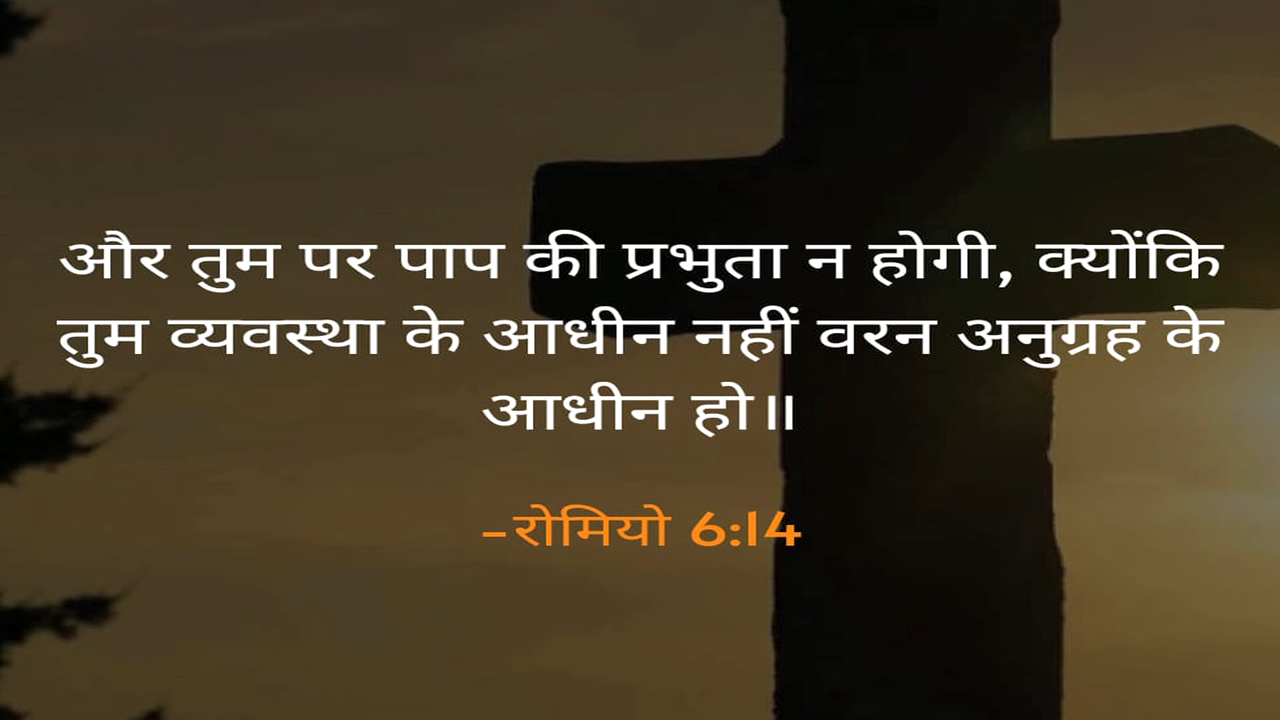 और तुम पर पाप की प्रभुता न होगी, क्योंकि
तुम व्यवस्था के आधीन नहीं वरन अनुग्रह के
आधीन हो॥
-रोमियो 6:14